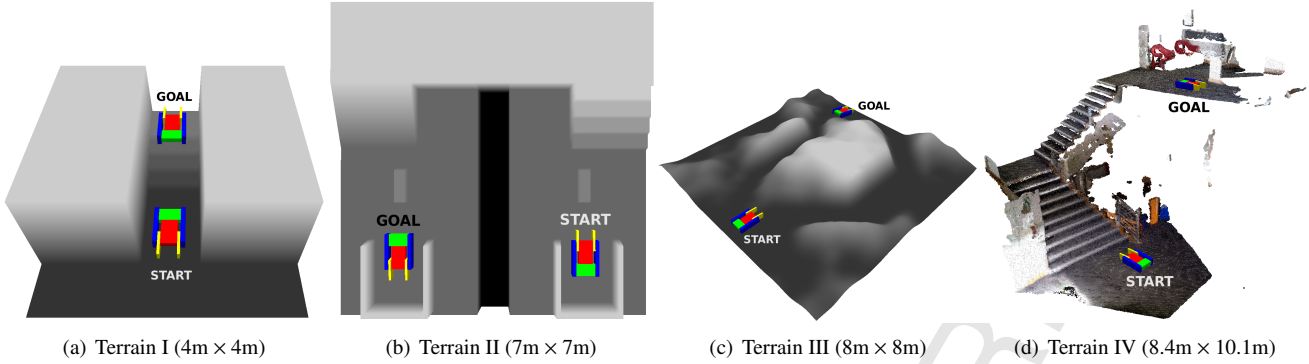 GOAL
START
GOAL
START
GOAL
START
GOAL
START
(a) Terrain I (4m × 4m)
(b) Terrain II (7m × 7m)
(c) Terrain III (8m × 8m)
(d) Terrain IV (8.4m × 10.1m)